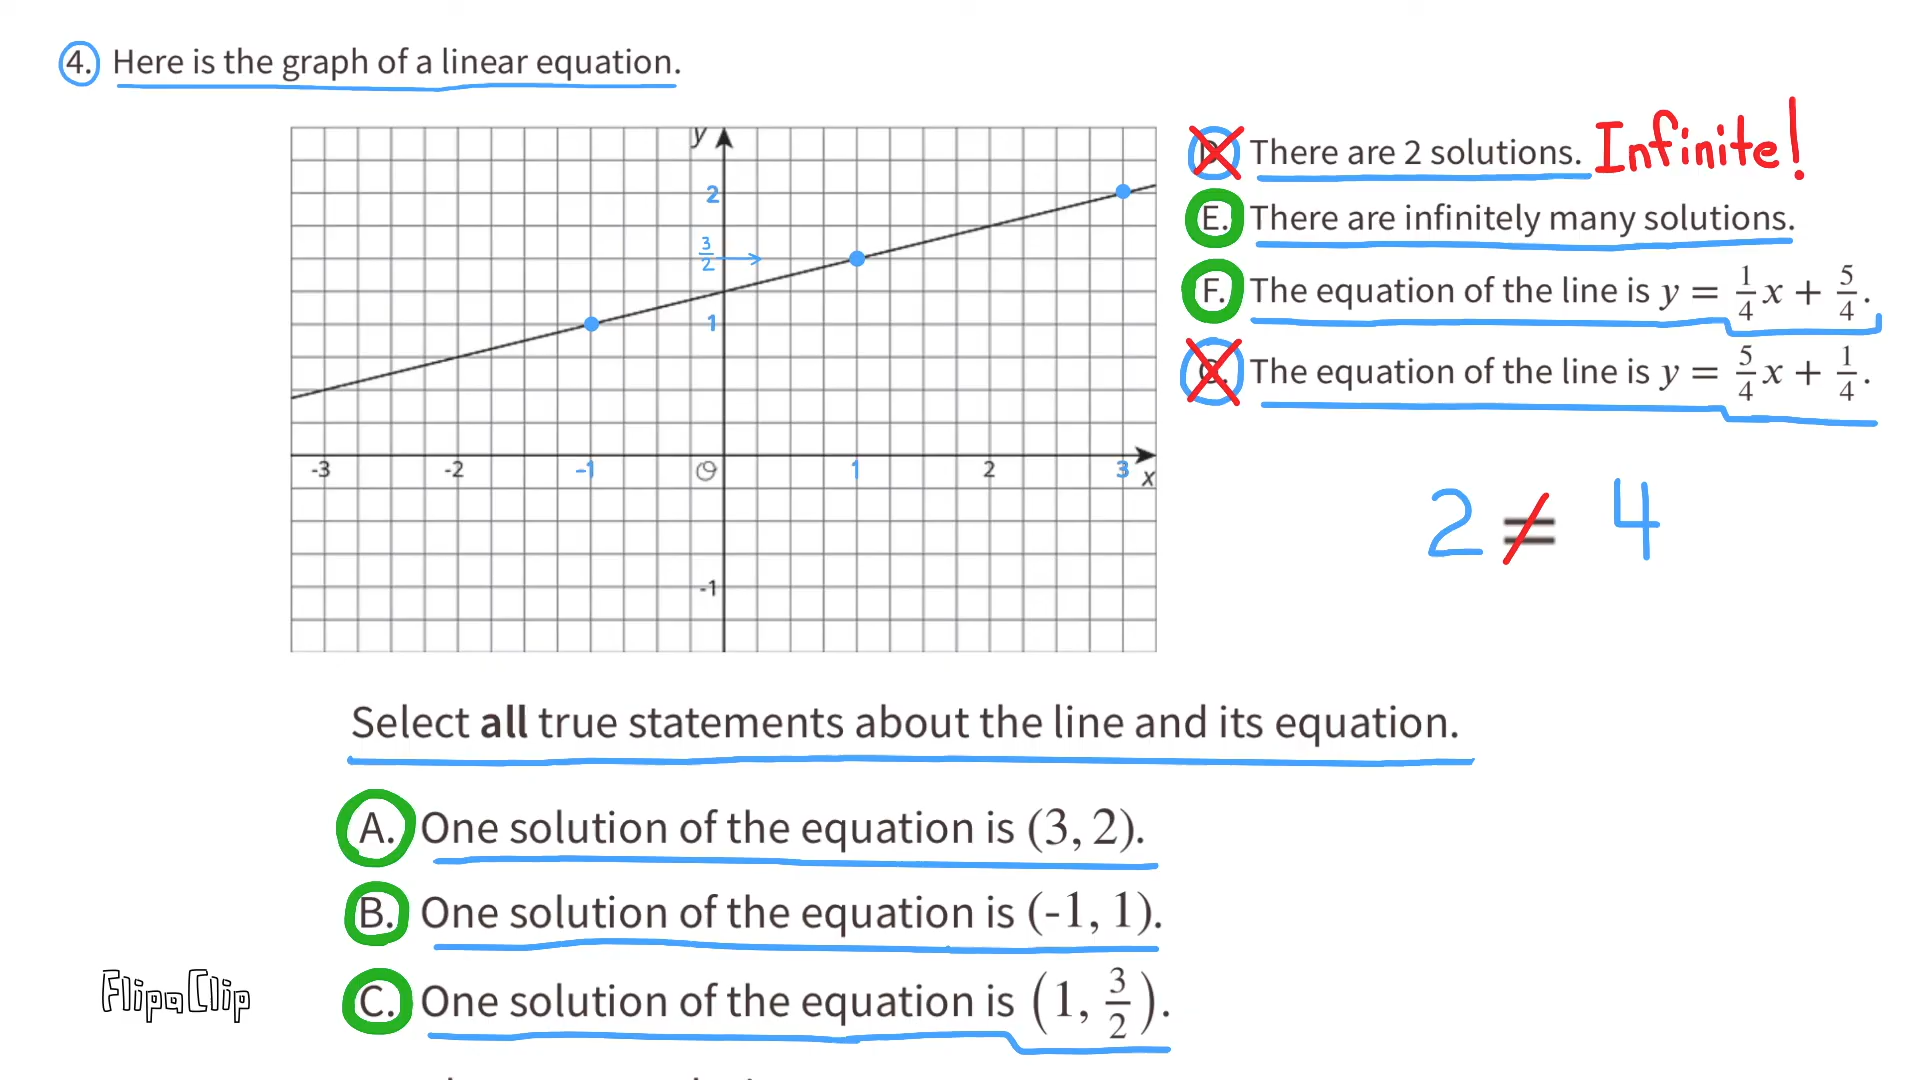 4. Here is the graph of a linear equation.
y
2
3/2
1
-3 -2 -1 O 1 2 3 x
-1
D. There are 2 solutions. Infinite!
E. There are infinitely many solutions.
F. The equation of the line is y = 1/4 x + 5/4.
G. The equation of the line is y = 5/4 x + 1/4.
2 ≠ 4
Select all true statements about the line and its equation.
A. One solution of the equation is (3, 2).
B. One solution of the equation is (-1, 1).
C. One solution of the equation is (1, 3/2).
FlipaClip